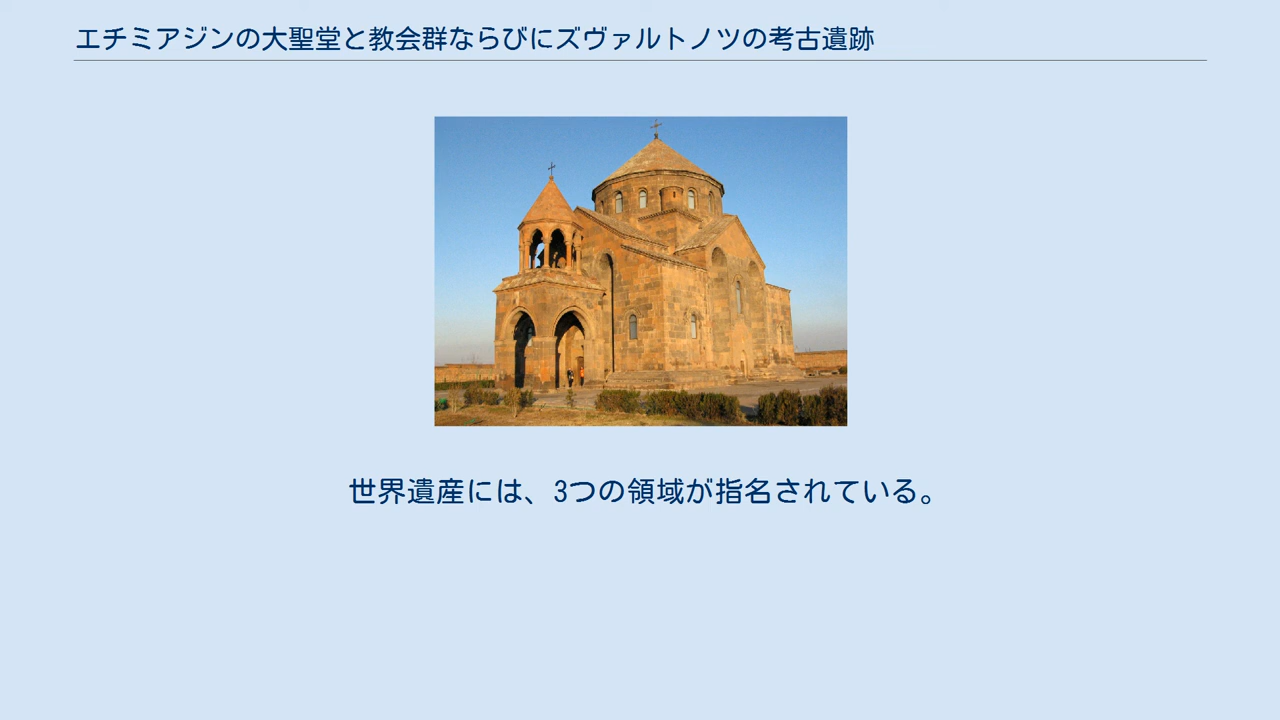 エチミアジンの大聖堂と教会群ならびにズヴァルトノツの考古遺跡
世界遺産には、3つの領域が指名されている。